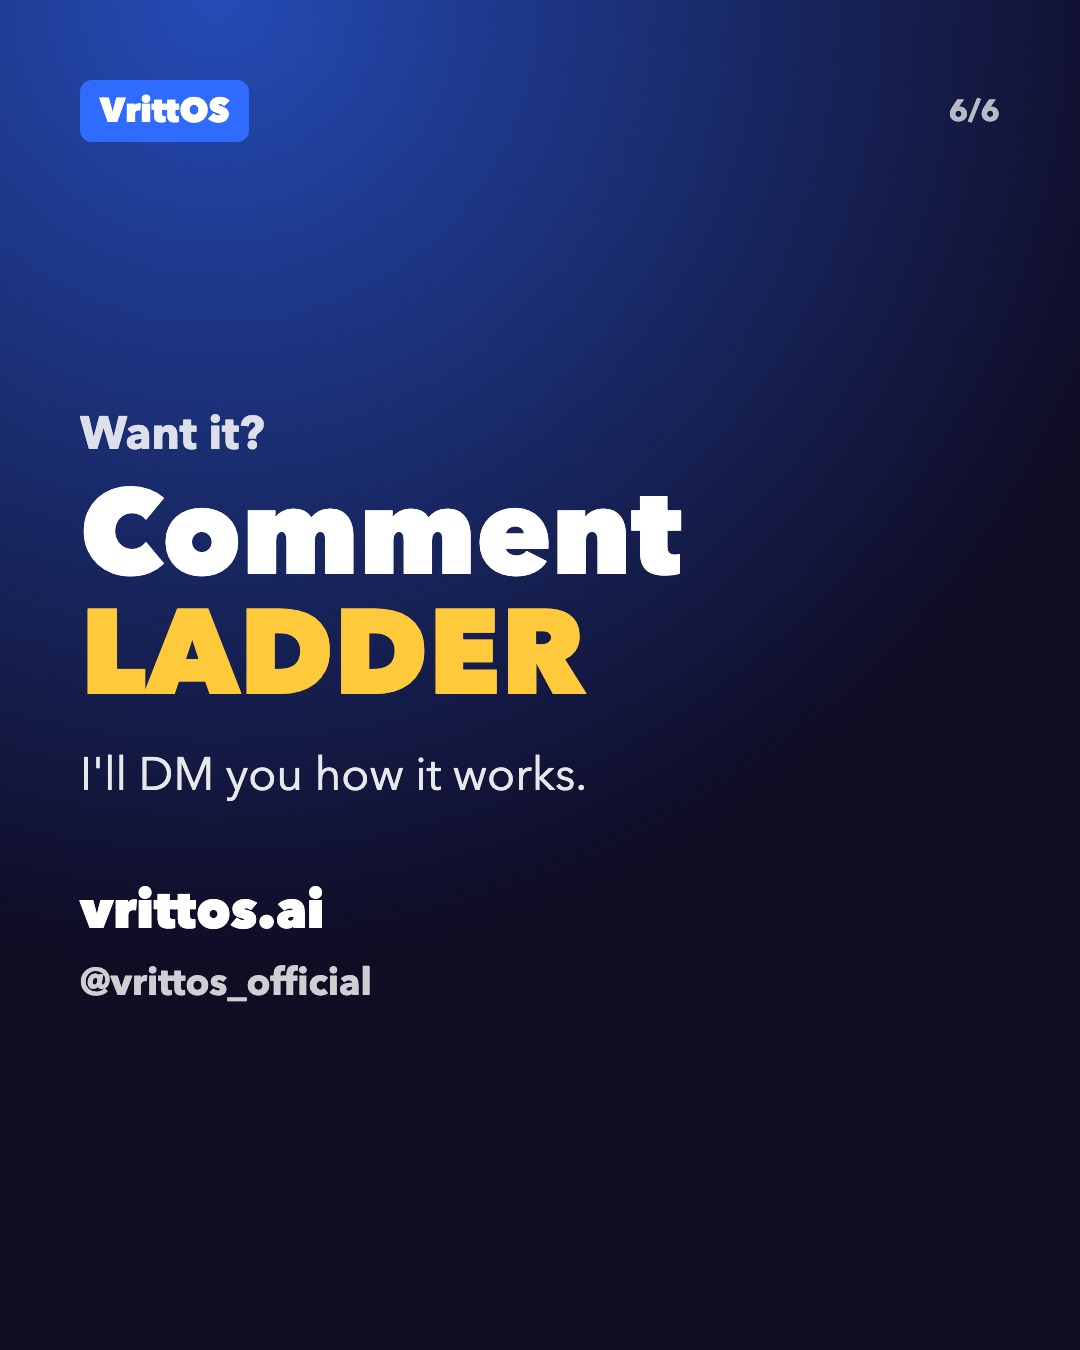 VrittOS
6/6
Want it?
Comment
LADDER
I'll DM you how it works.
vrittos.ai
@vrittos_official